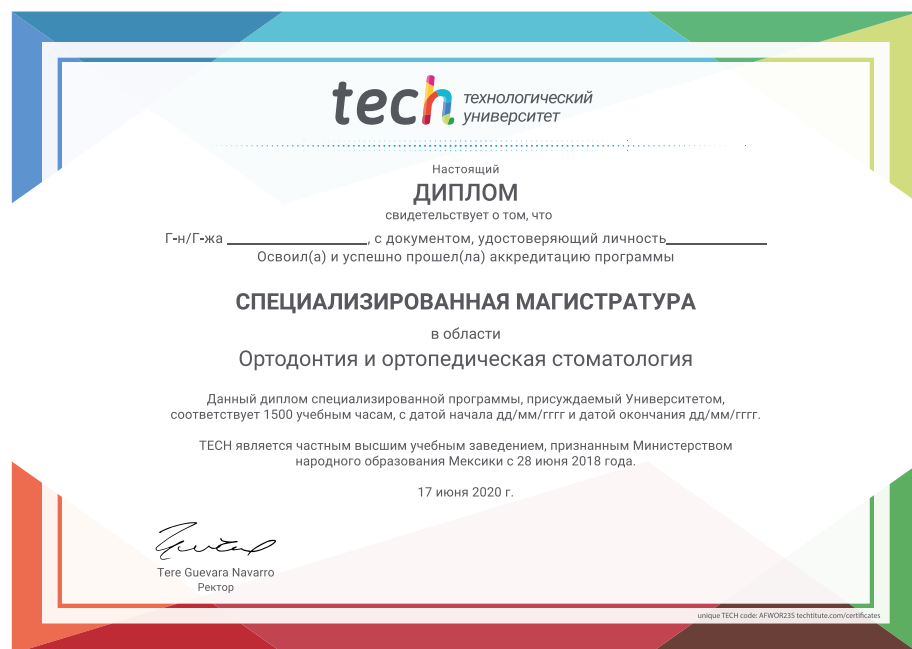 tech технологический
университет
Настоящий
ДИПЛОМ
свидетельствует о том, что
Г-н/Г-жа ____________, с документом, удостоверяющий личность____________
Освоил(а) и успешно прошел(ла) аккредитацию программы
СПЕЦИАЛИЗИРОВАННАЯ МАГИСТРАТУРА
в области
Ортодонтия и ортопедическая стоматология
Данный диплом специализированной программы, присуждаемый Университетом,
соответствует 1500 учебным часам, с датой начала дд/мм/гггг и датой окончания дд/мм/гггг.
TECH является частным высшим учебным заведением, признанным Министерством
народного образования Мексики с 28 июня 2018 года.
17 июня 2020 г.
Tere Guevara Navarro
Ректор
unique TECH code: AFWOR23S techtitute.com/certificates